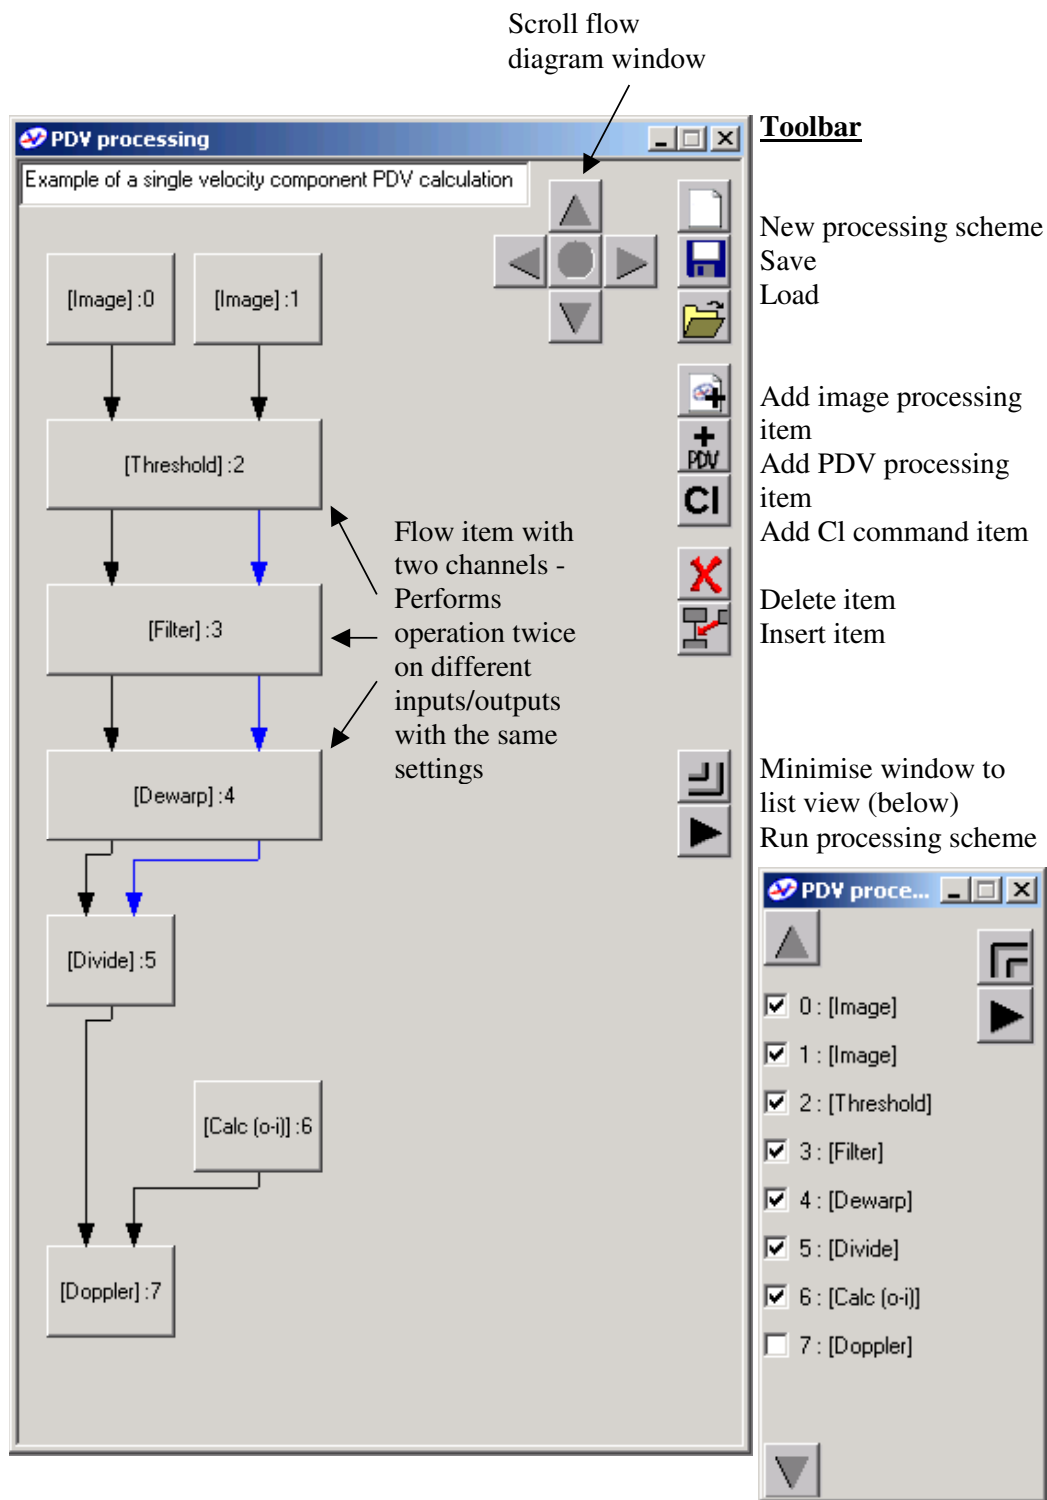 Scroll flow
diagram window
PDV processing
Example of a single velocity component PDV calculation
[Image] :0
[Image] :1
[Threshold] :2
[Filter] :3
[Dewarp] :4
[Divide] :5
[Calc (o-i)] :6
[Doppler] :7
Flow item with
two channels -
Performs
operation twice
on different
inputs/outputs
with the same
settings
+
PDV
Cl
Toolbar
New processing scheme
Save
Load
Add image processing
item
Add PDV processing
item
Add Cl command item
Delete item
Insert item
Minimise window to
list view (below)
Run processing scheme
PDV proce...
0 : [Image]
1 : [Image]
2 : [Threshold]
3 : [Filter]
4 : [Dewarp]
5 : [Divide]
6 : [Calc (o-i)]
7 : [Doppler]